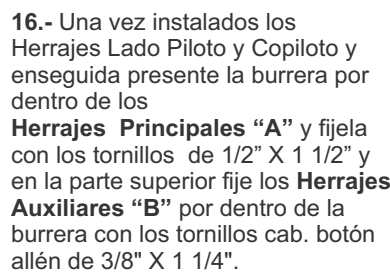 16.- Una vez instalados los
Herrajes Lado Piloto y Copiloto y
enseguida presente la burrera por
dentro de los
Herrajes Principales “A” y fijela
con los tornillos de 1/2” X 1 1/2” y
en la parte superior fije los Herrajes
Auxiliares “B” por dentro de la
burrera con los tornillos cab. botón
allén de 3/8" X 1 1/4".